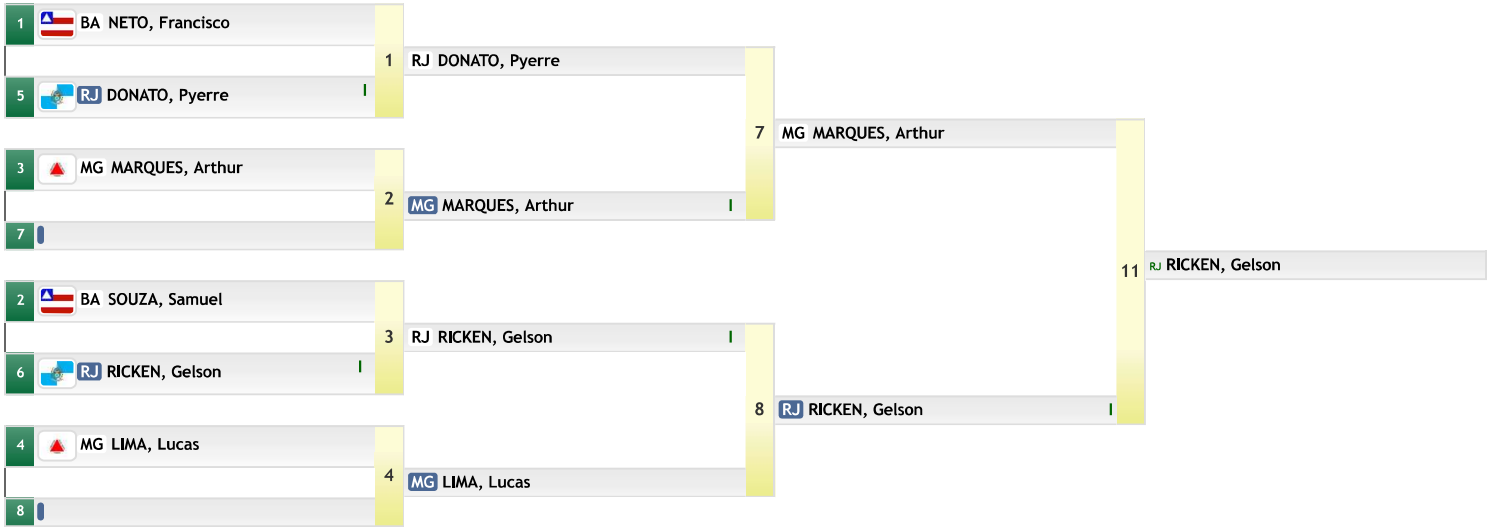 1 BA NETO, Francisco
1 RJ DONATO, Pyerre
5 RJ DONATO, Pyerre I
7 MG MARQUES, Arthur
3 MG MARQUES, Arthur
2 MG MARQUES, Arthur I
7
11 RJ RICKEN, Gelson
2 BA SOUZA, Samuel
3 RJ RICKEN, Gelson I
6 RJ RICKEN, Gelson I
8 RJ RICKEN, Gelson I
4 MG LIMA, Lucas
4 MG LIMA, Lucas
8